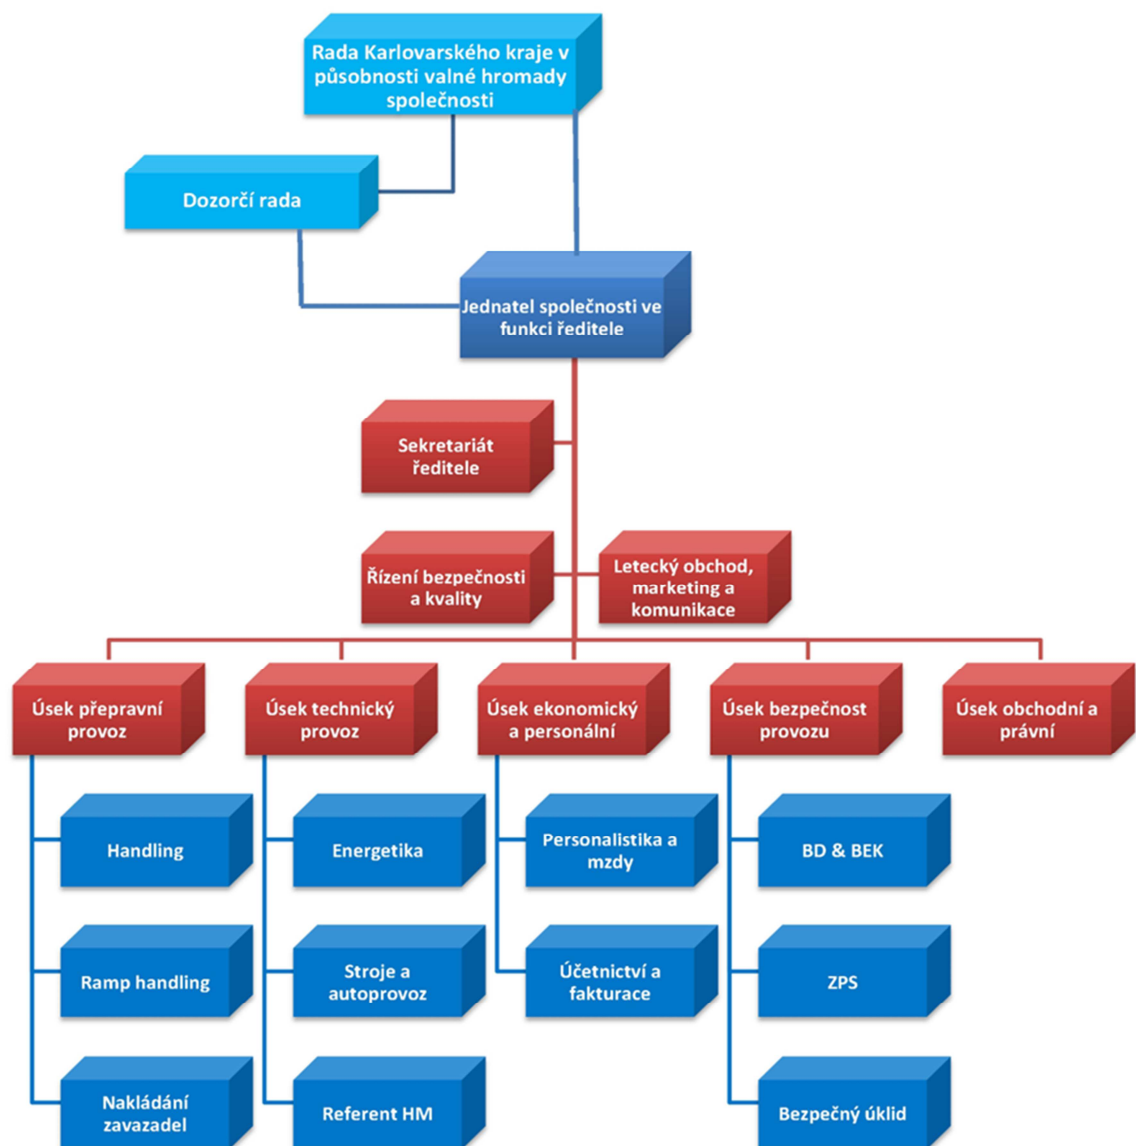 Rada Karlovarského kraje v
působnosti valné hromady
společnosti
Dozorčí rada
Jednatel společnosti ve
funkci ředitele
Sekretariát
ředitele
Řízení bezpečnosti
a kvality
Letecký obchod,
marketing a
komunikace
Úsek přepravní
provoz
Úsek technický
provoz
Úsek ekonomický
a personální
Úsek bezpečnost
provozu
Úsek obchodní a
právní
Handling
Energetika
Personalistika a
mzdy
BD & BEK
Ramp handling
Stroje a
autoprovoz
Účetnictví a
fakturace
ZPS
Nakládání
zavazadel
Referent HM
Bezpečný úklid